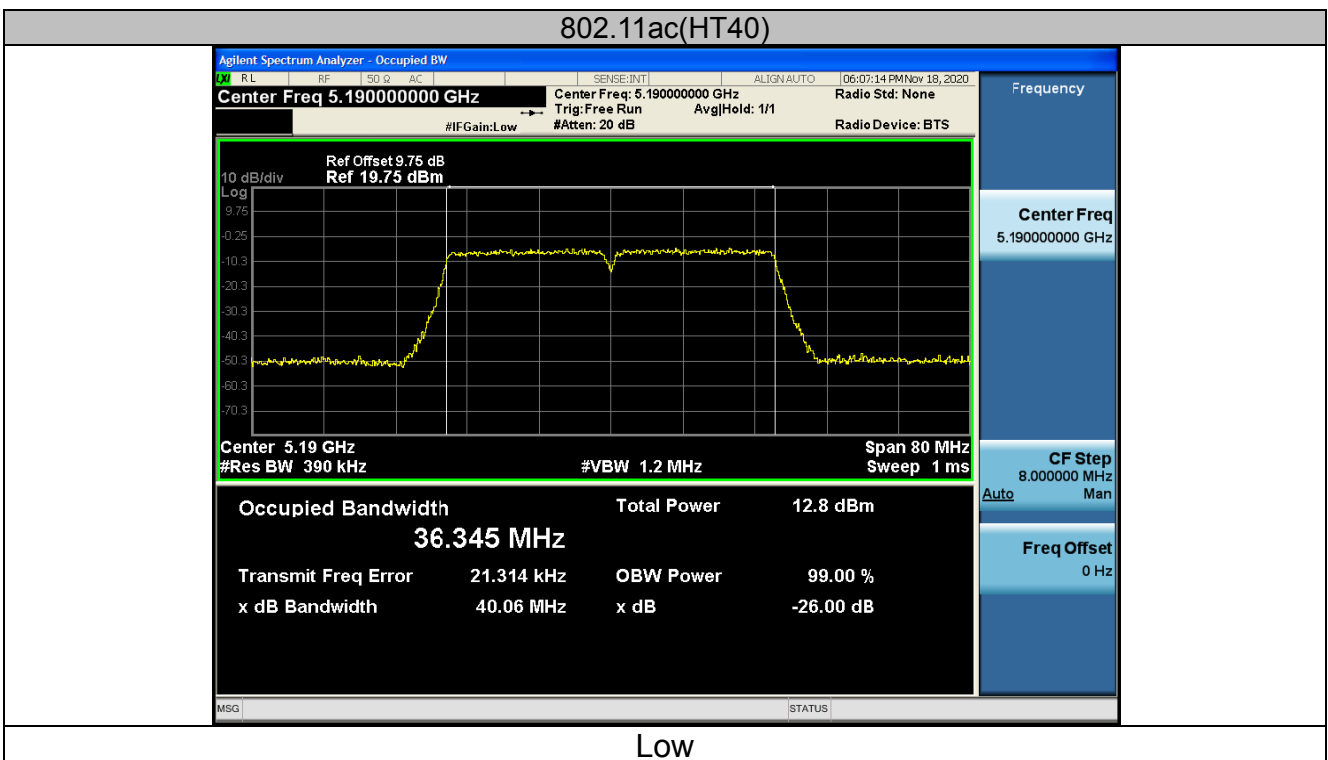 802.11ac(HT40)
Agilent Spectrum Analyzer - Occupied BW
LXI RL RF 50 Ω AC SENSE:INT ALIGN AUTO 06:07:14 PM Nov 18, 2020
Center Freq 5.190000000 GHz Center Freq: 5.190000000 GHz Radio Std: None Frequency
Trig: Free Run Avg|Hold: 1/1
#IFGain:Low #Atten: 20 dB Radio Device: BTS
Ref Offset 9.75 dB
10 dB/div Ref 19.75 dBm
Log
9.75
-0.25
-10.3
-20.3
-30.3
-40.3
-50.3
-60.3
-70.3
Center Freq
5.190000000 GHz
Center 5.19 GHz Span 80 MHz
#Res BW 390 kHz #VBW 1.2 MHz Sweep 1 ms
CF Step
8.000000 MHz
Auto Man
Freq Offset
0 Hz
Occupied Bandwidth Total Power 12.8 dBm
36.345 MHz
Transmit Freq Error 21.314 kHz OBW Power 99.00 %
x dB Bandwidth 40.06 MHz x dB -26.00 dB
MSG STATUS
Low